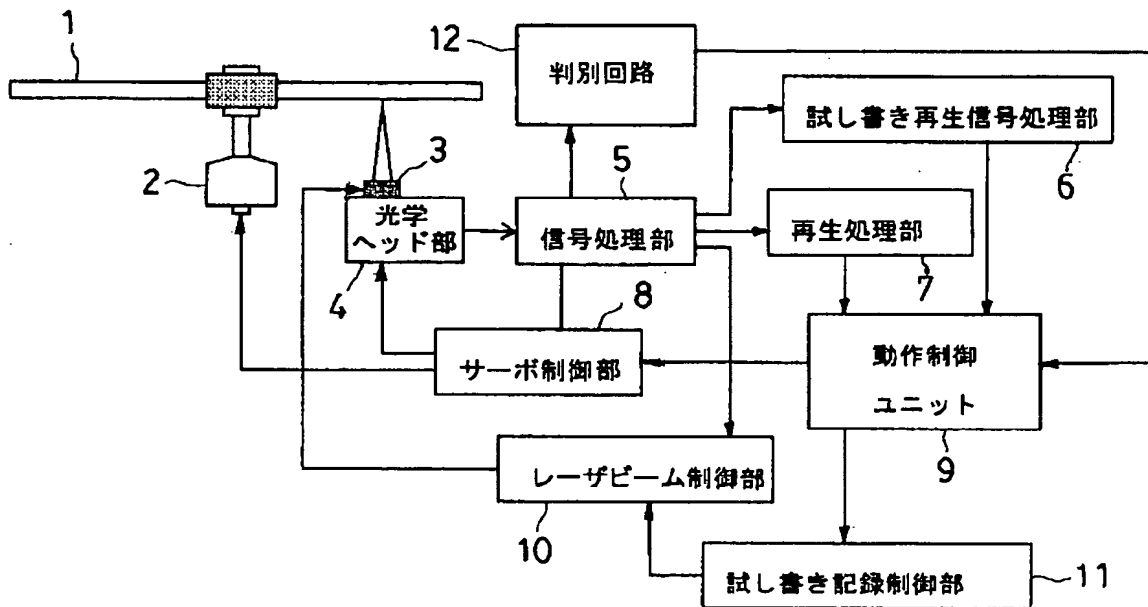 1
12
判別回路
試し書き再生信号処理部
6
2
3
光学
ヘッド部
4
5
信号処理部
再生処理部
7
8
サーボ制御部
動作制御
ユニット
9
レーザビーム制御部
10
試し書き記録制御部
11